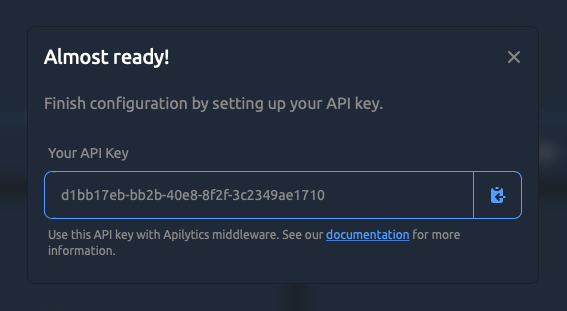 Almost ready!
Finish configuration by setting up your API key.
Your API Key
d1bb17eb-bb2b-40e8-8f2f-3c2349ae1710
Use this API key with Apilytics middleware. See our documentation for more
information.